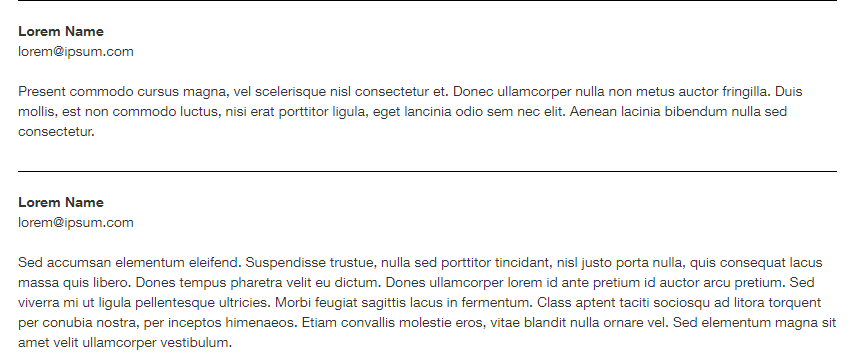 Lorem Name
lorem@ipsum.com
Present commodo cursus magna, vel scelerisque nisl consectetur et. Donec ullamcorper nulla non metus auctor fringilla. Duis
mollis, est non commodo luctus, nisi erat porttitor ligula, eget lancinia odio sem nec elit. Aenean lacinia bibendum nulla sed
consectetur.
Lorem Name
lorem@ipsum.com
Sed accumsan elementum eleifend. Suspendisse trustue, nulla sed porttitor tincidant, nisl justo porta nulla, quis consequat lacus
massa quis libero. Dones tempus pharetra velit eu dictum. Dones ullamcorper lorem id ante pretium id auctor arcu pretium. Sed
viverra mi ut ligula pellentesque ultricies. Morbi feugiat sagittis lacus in fermentum. Class aptent taciti sociosqu ad litora torquent
per conubia nostra, per inceptos himenaeos. Etiam convallis molestie eros, vitae blandit nulla ornare vel. Sed elementum magna sit
amet velit ullamcorper vestibulum.